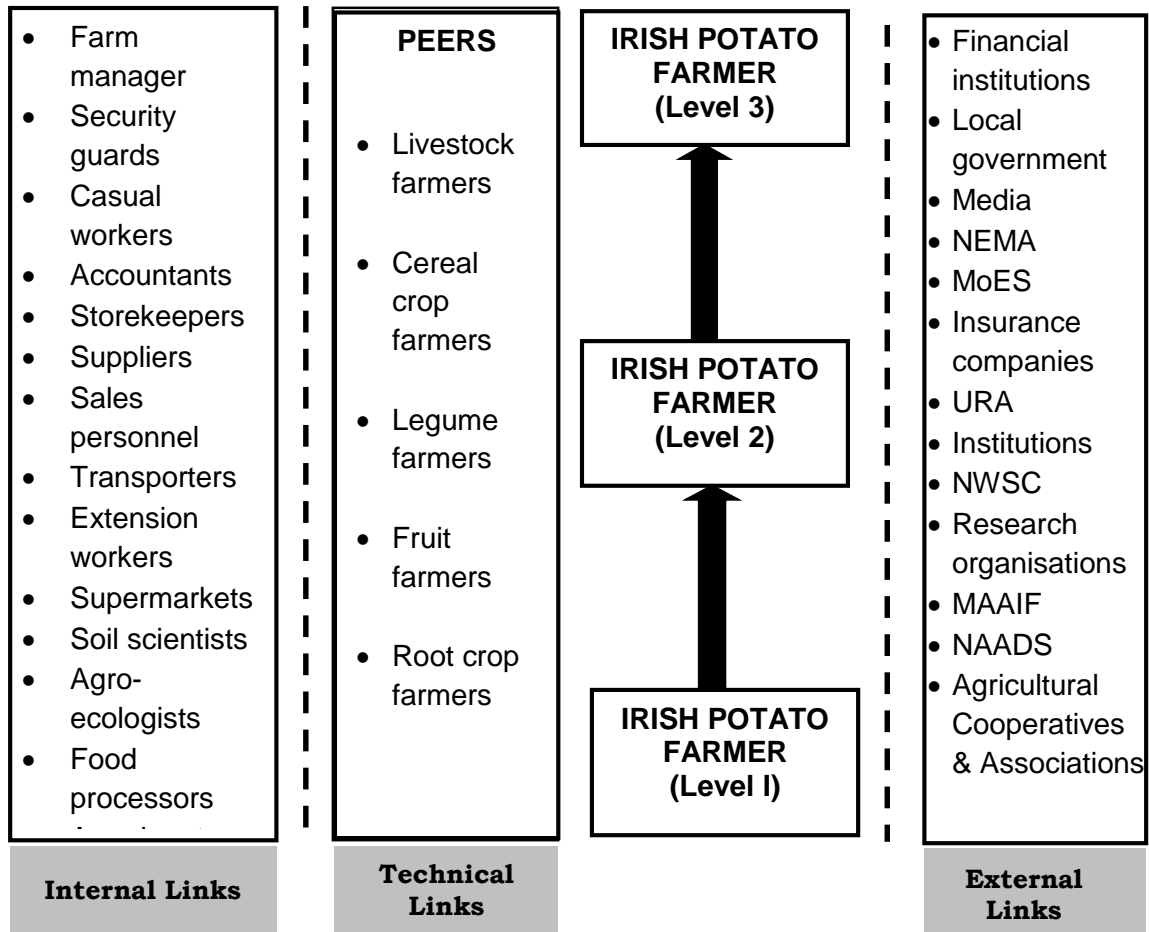 • Farm
manager
• Security
guards
• Casual
workers
• Accountants
• Storekeepers
• Suppliers
• Sales
personnel
• Transporters
• Extension
workers
• Supermarkets
• Soil scientists
• Agro-
ecologists
• Food
processors
Internal Links
PEERS
• Livestock
farmers
• Cereal
crop
farmers
• Legume
farmers
• Fruit
farmers
• Root crop
farmers
Technical
Links
IRISH POTATO
FARMER
(Level 3)
IRISH POTATO
FARMER
(Level 2)
IRISH POTATO
FARMER
(Level I)
• Financial
institutions
• Local
government
• Media
• NEMA
• MoES
• Insurance
companies
• URA
• Institutions
• NWSC
• Research
organisations
• MAAIF
• NAADS
• Agricultural
Cooperatives
& Associations
External
Links